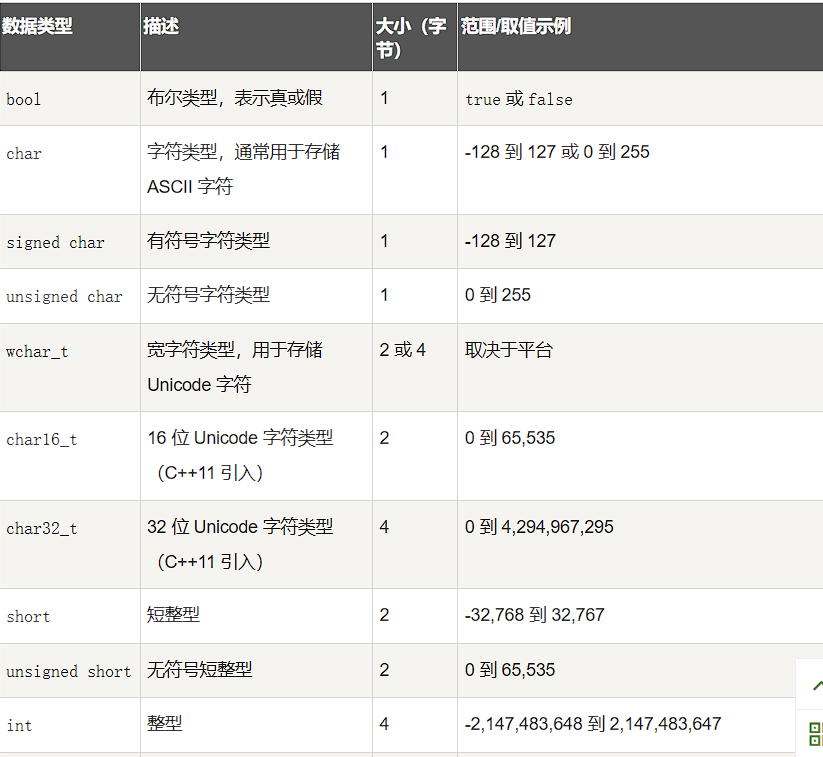 数据类型 描述 大小（字 范围/取值示例
节）
bool 布尔类型，表示真或假 1 true 或 false
char 字符类型，通常用于存储 1 -128 到 127 或 0 到 255
ASCII 字符
signed char 有符号字符类型 1 -128 到 127
unsigned char 无符号字符类型 1 0 到 255
wchar_t 宽字符类型，用于存储 2 或 4 取决于平台
Unicode 字符
char16_t 16 位 Unicode 字符类型 2 0 到 65,535
（C++11 引入）
char32_t 32 位 Unicode 字符类型 4 0 到 4,294,967,295
（C++11 引入）
short 短整型 2 -32,768 到 32,767
unsigned short 无符号短整型 2 0 到 65,535
int 整型 4 -2,147,483,648 到 2,147,483,647